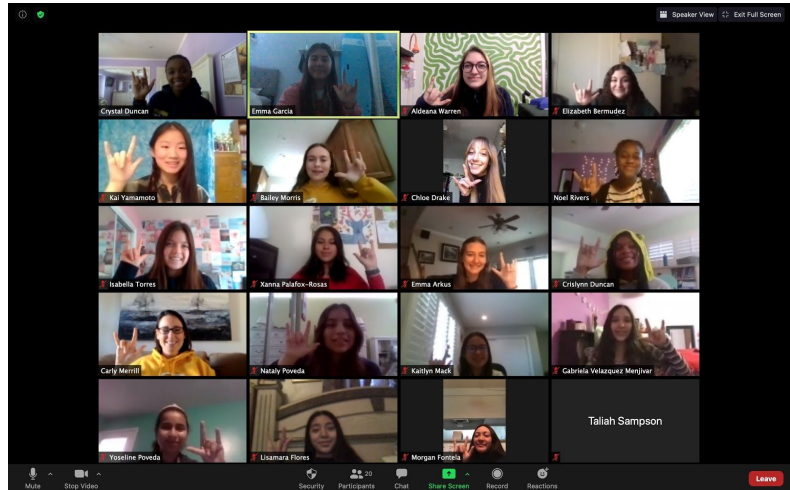 Speaker View Exit Full Screen
Crystal Duncan
Emma Garcia
Aldeana Warren
Elizabeth Bermudez
Kai Yamamoto
Bailey Morris
Chloe Drake
Noel Rivers
Isabella Torres
Xanna Palafox-Rosas
Emma Arkus
Crislynn Duncan
Carly Merrill
Nataly Poveda
Kaitlyn Mack
Gabriela Velazquez Menjivar
Yoseline Poveda
Lisamara Flores
Morgan Fontela
Taliah Sampson
20
Mute Stop Video Security Participants Chat Share Screen Record Reactions Leave